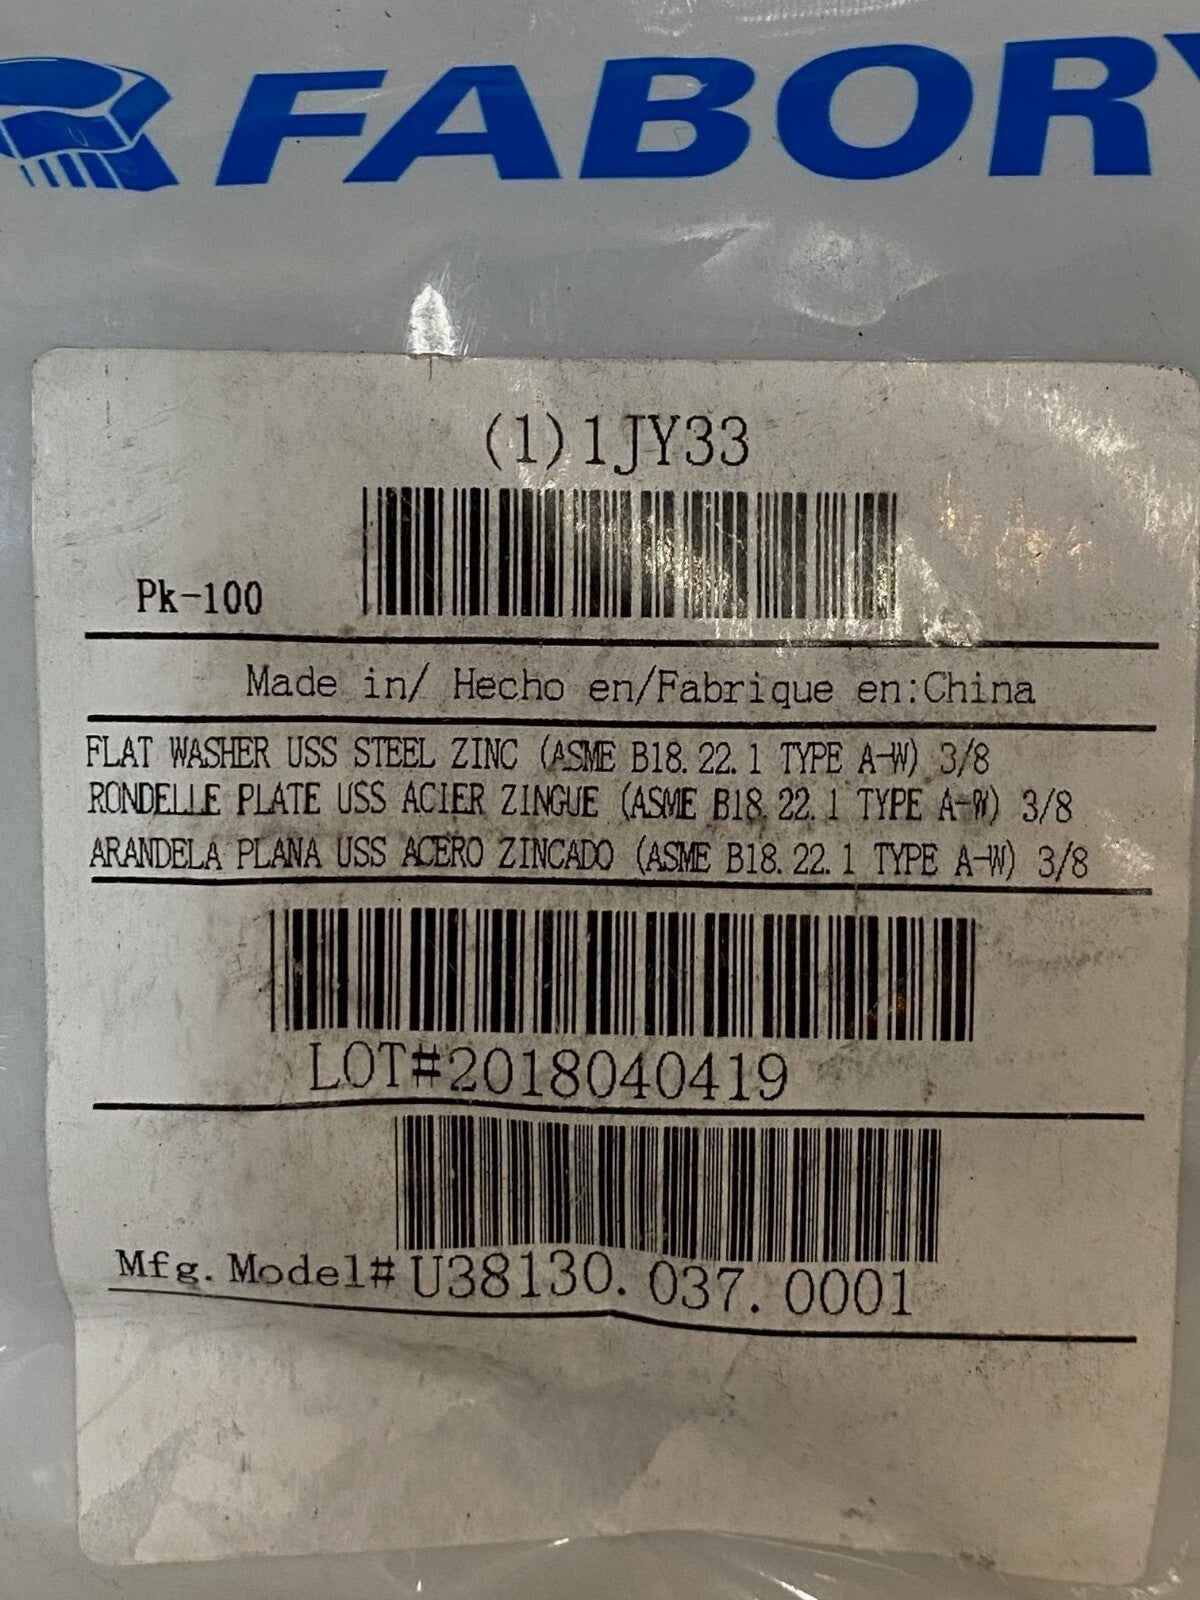 FABORY
(1)1JY33
Pk-100
Made in/ Hecho en/Fabrique en:China
FLAT WASHER USS STEEL ZINC (ASME B18.22.1 TYPE A-W) 3/8
RONDELLE PLATE USS ACIER ZINGUE (ASME B18.22.1 TYPE A-W) 3/8
ARANDELA PLANA USS ACERO ZINCADO (ASME B18.22.1 TYPE A-W) 3/8
LOT#2018040419
Mfg. Model# U38130.037.0001